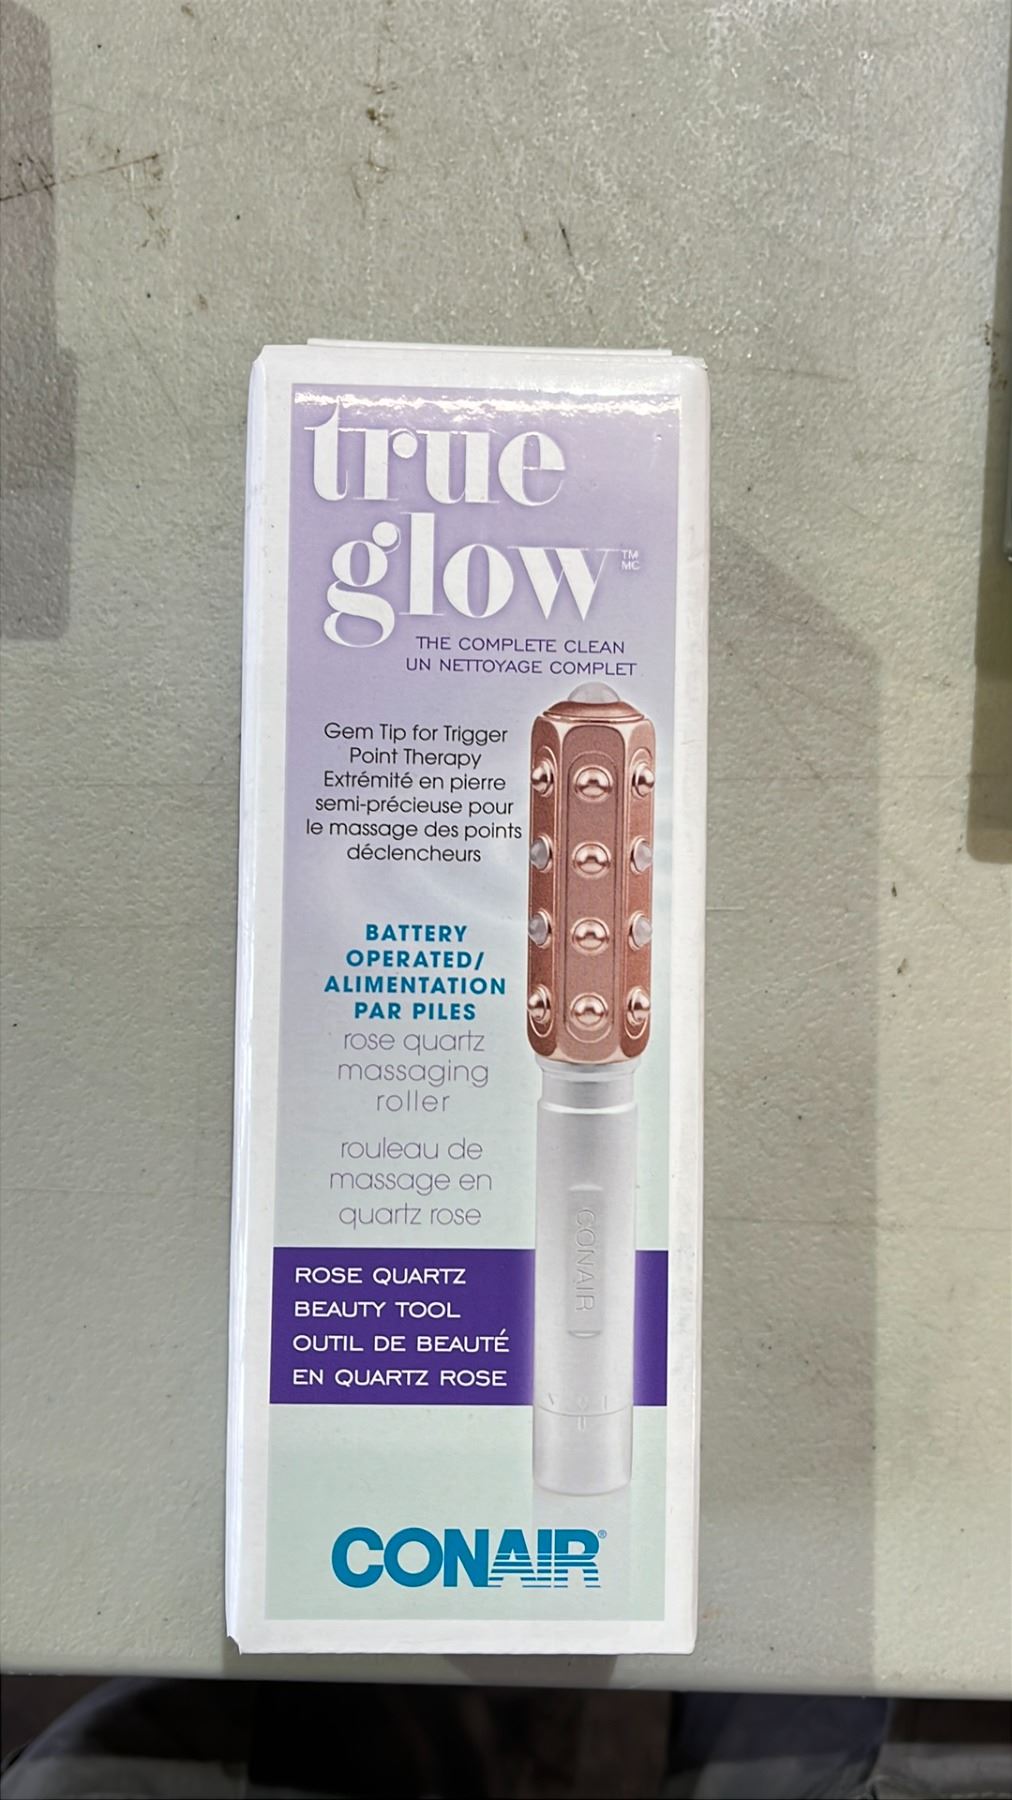 true
glow™
MC
THE COMPLETE CLEAN
UN NETTOYAGE COMPLET
Gem Tip for Trigger
Point Therapy
Extrémité en pierre
semi-précieuse pour
le massage des points
déclencheurs
BATTERY
OPERATED/
ALIMENTATION
PAR PILES
rose quartz
massaging
roller
rouleau de
massage en
quartz rose
CONAIR
ROSE QUARTZ
BEAUTY TOOL
OUTIL DE BEAUTÉ
EN QUARTZ ROSE
CONAIR®